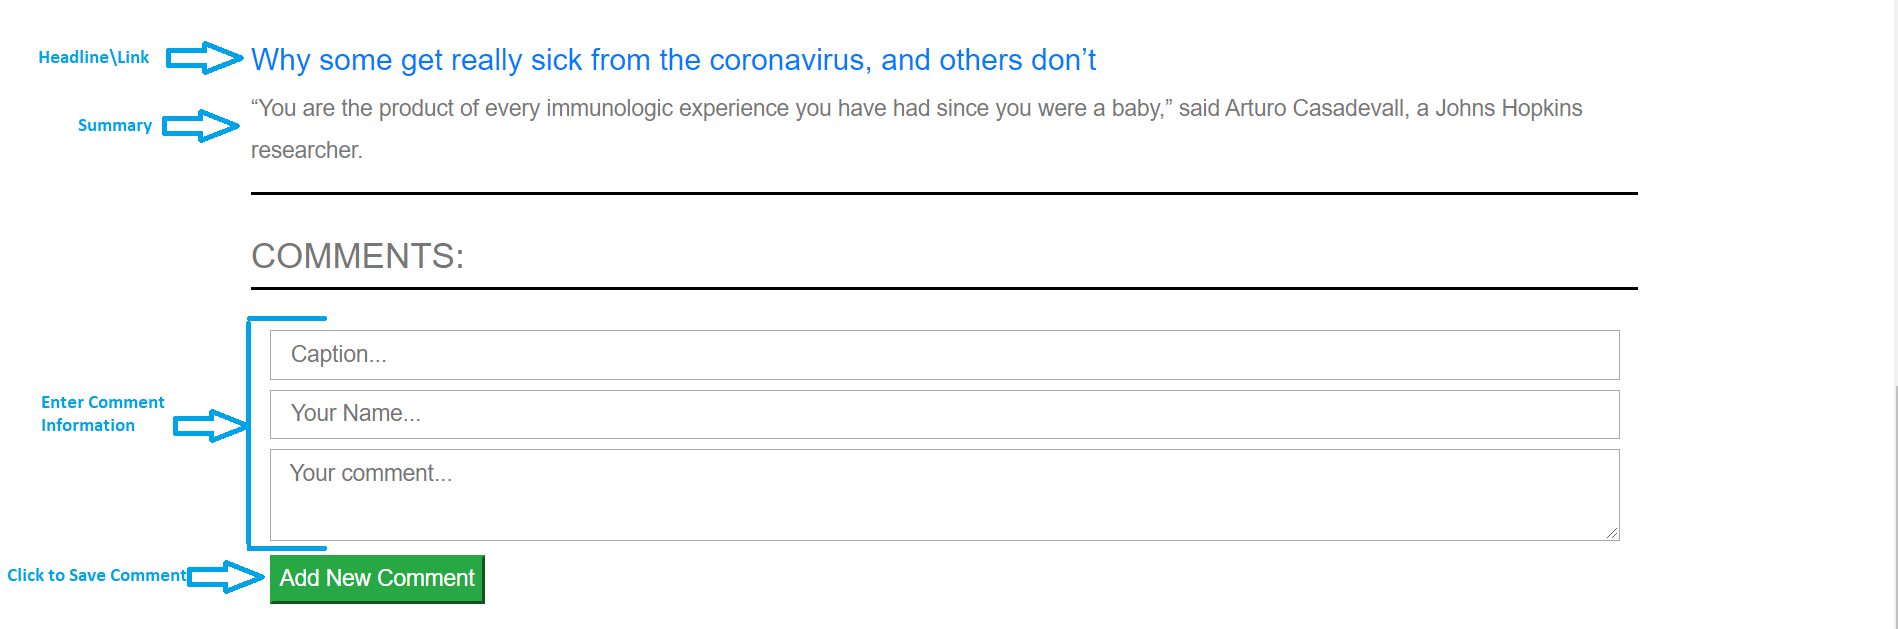 Headline\Link
Why some get really sick from the coronavirus, and others don’t
Summary
“You are the product of every immunologic experience you have had since you were a baby,” said Arturo Casadevall, a Johns Hopkins
researcher.
COMMENTS:
Enter Comment
Information
Caption...
Your Name...
Your comment...
Click to Save Comment
Add New Comment